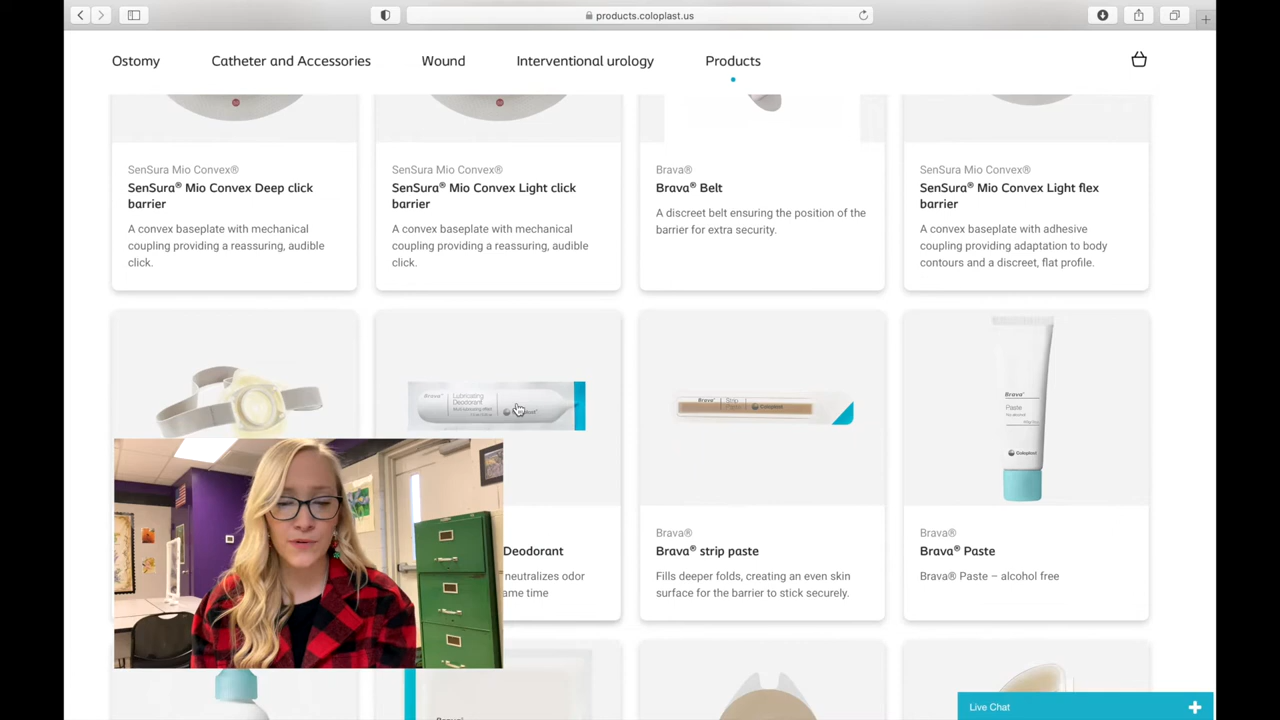 products.coloplast.us
Ostomy
Catheter and Accessories
Wound
Interventional urology
Products
SenSura Mio Convex®
SenSura® Mio Convex Deep click
barrier
A convex baseplate with mechanical
coupling providing a reassuring, audible
click.
SenSura Mio Convex®
SenSura® Mio Convex Light click
barrier
A convex baseplate with mechanical
coupling providing a reassuring, audible
click.
Brava®
Brava® Belt
A discreet belt ensuring the position of the
barrier for extra security.
SenSura Mio Convex®
SenSura® Mio Convex Light flex
barrier
A convex baseplate with adhesive
coupling providing adaptation to body
contours and a discreet, flat profile.
Brava®
Lubricating
Deodorant
Deodorant
neutralizes odor
ame time
Brava®
Strip
Paste
Coloplast
Brava®
Brava® strip paste
Fills deeper folds, creating an even skin
surface for the barrier to stick securely.
Brava®
Paste
Coloplast
Brava®
Brava® Paste
Brava® Paste – alcohol free
Live Chat